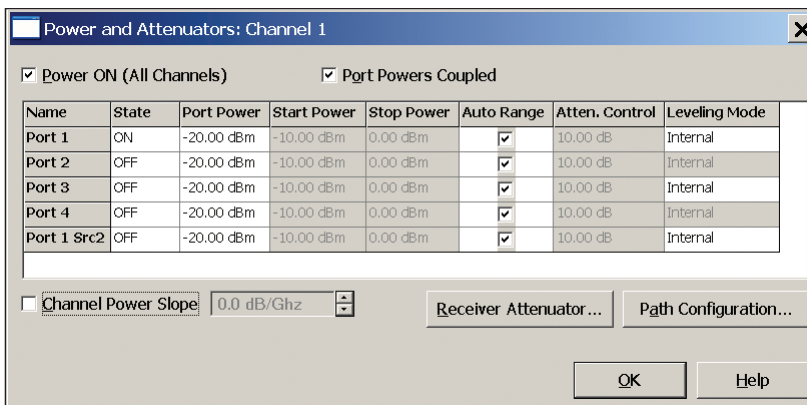 Power and Attenuators: Channel 1
Power ON (All Channels) Port Powers Coupled
Name State Port Power Start Power Stop Power Auto Range Atten. Control Leveling Mode
Port 1 ON -20.00 dBm -10.00 dBm 0.00 dBm 10.00 dB Internal
Port 2 OFF -20.00 dBm -10.00 dBm 0.00 dBm 10.00 dB Internal
Port 3 OFF -20.00 dBm -10.00 dBm 0.00 dBm 10.00 dB Internal
Port 4 OFF -20.00 dBm -10.00 dBm 0.00 dBm 10.00 dB Internal
Port 1 Src2 OFF -20.00 dBm -10.00 dBm 0.00 dBm 10.00 dB Internal
Channel Power Slope 0.0 dB/Ghz Receiver Attenuator... Path Configuration...
OK Help